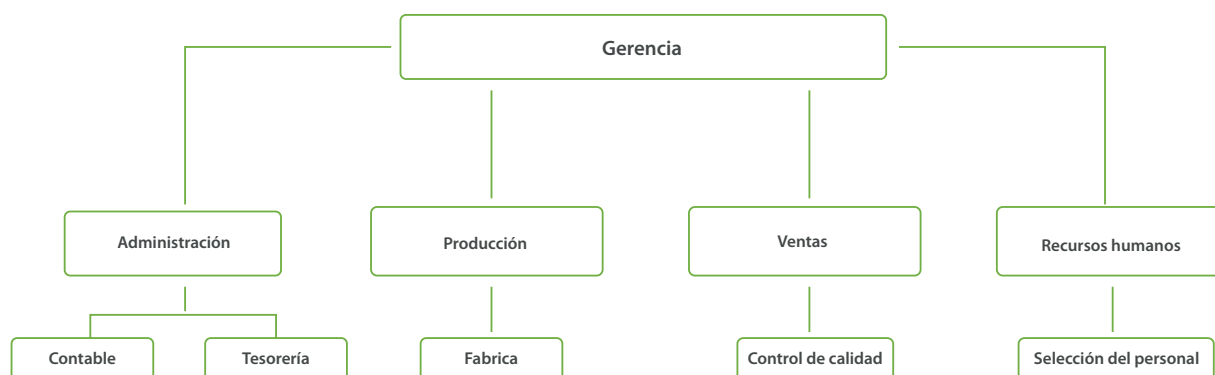 Gerencia
Administración
Producción
Ventas
Recursos humanos
Contable
Tesorería
Fabrica
Control de calidad
Selección del personal